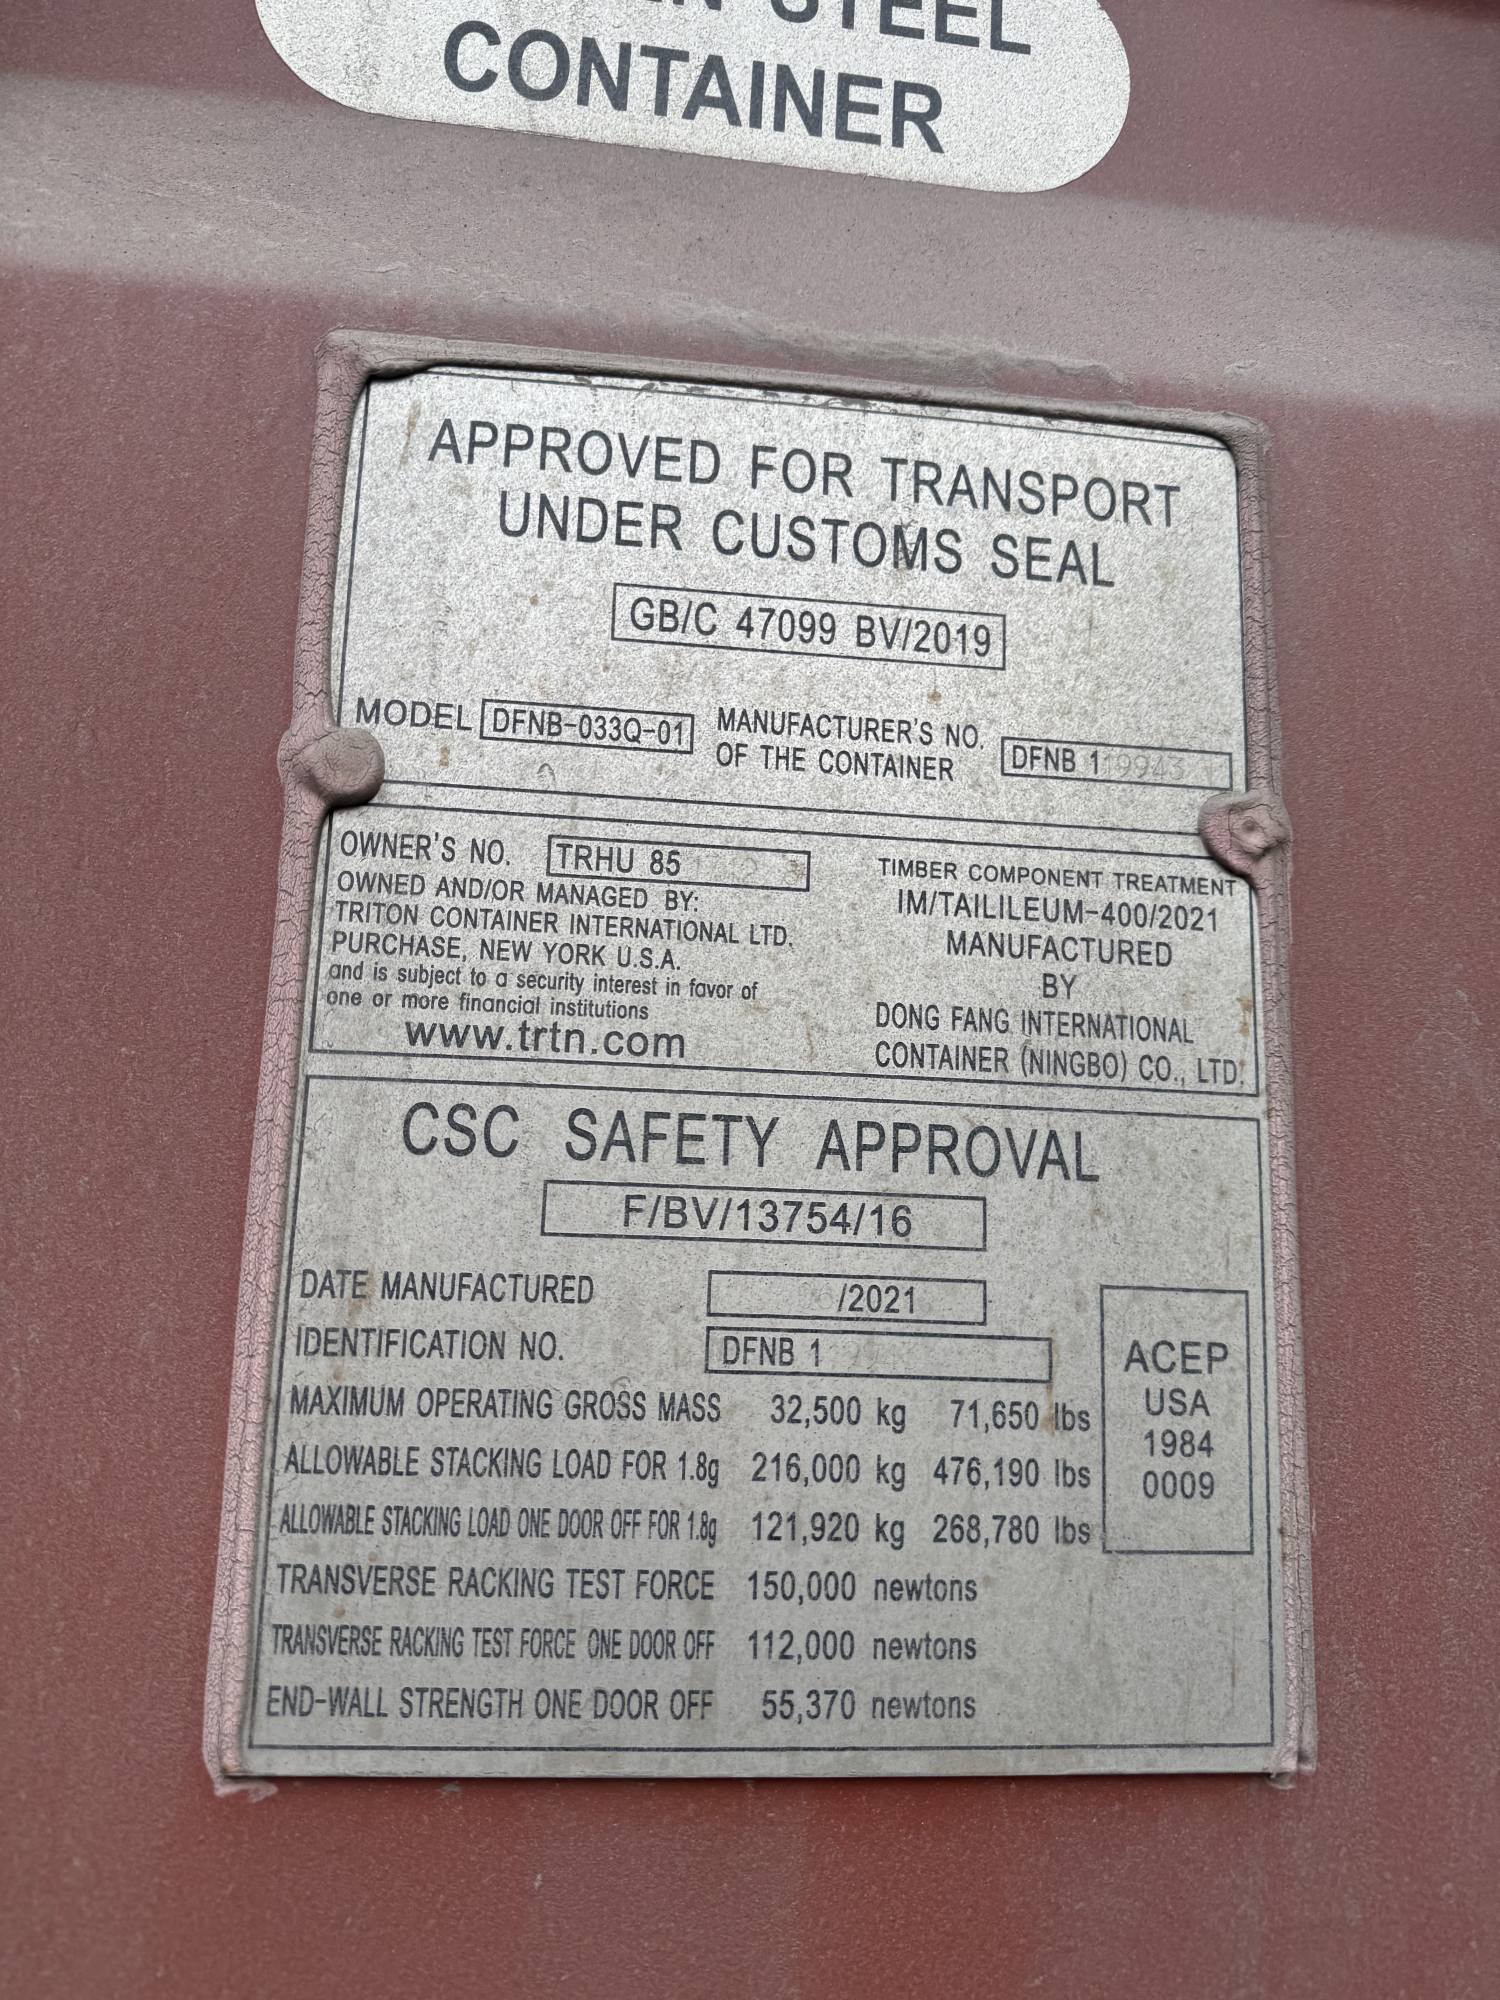 STEEL
CONTAINER
APPROVED FOR TRANSPORT
UNDER CUSTOMS SEAL
GB/C 47099 BV/2019
MODEL DFNB-033Q-01 MANUFACTURER'S NO.
OF THE CONTAINER DFNB 1
OWNER'S NO. TRHU 85
OWNED AND/OR MANAGED BY:
TRITON CONTAINER INTERNATIONAL LTD.
PURCHASE, NEW YORK U.S.A.
and is subject to a security interest in favor of
one or more financial institutions
www.trtn.com
TIMBER COMPONENT TREATMENT
IM/TAILILEUM-400/2021
MANUFACTURED
BY
DONG FANG INTERNATIONAL
CONTAINER (NINGBO) CO., LTD.
CSC SAFETY APPROVAL
F/BV/13754/16
DATE MANUFACTURED /2021
IDENTIFICATION NO. DFNB 1
MAXIMUM OPERATING GROSS MASS 32,500 kg 71,650 lbs
ALLOWABLE STACKING LOAD FOR 1.8g 216,000 kg 476,190 lbs
ALLOWABLE STACKING LOAD ONE DOOR OFF FOR 1.8g 121,920 kg 268,780 lbs
TRANSVERSE RACKING TEST FORCE 150,000 newtons
TRANSVERSE RACKING TEST FORCE ONE DOOR OFF 112,000 newtons
END-WALL STRENGTH ONE DOOR OFF 55,370 newtons
ACEP
USA
1984
0009